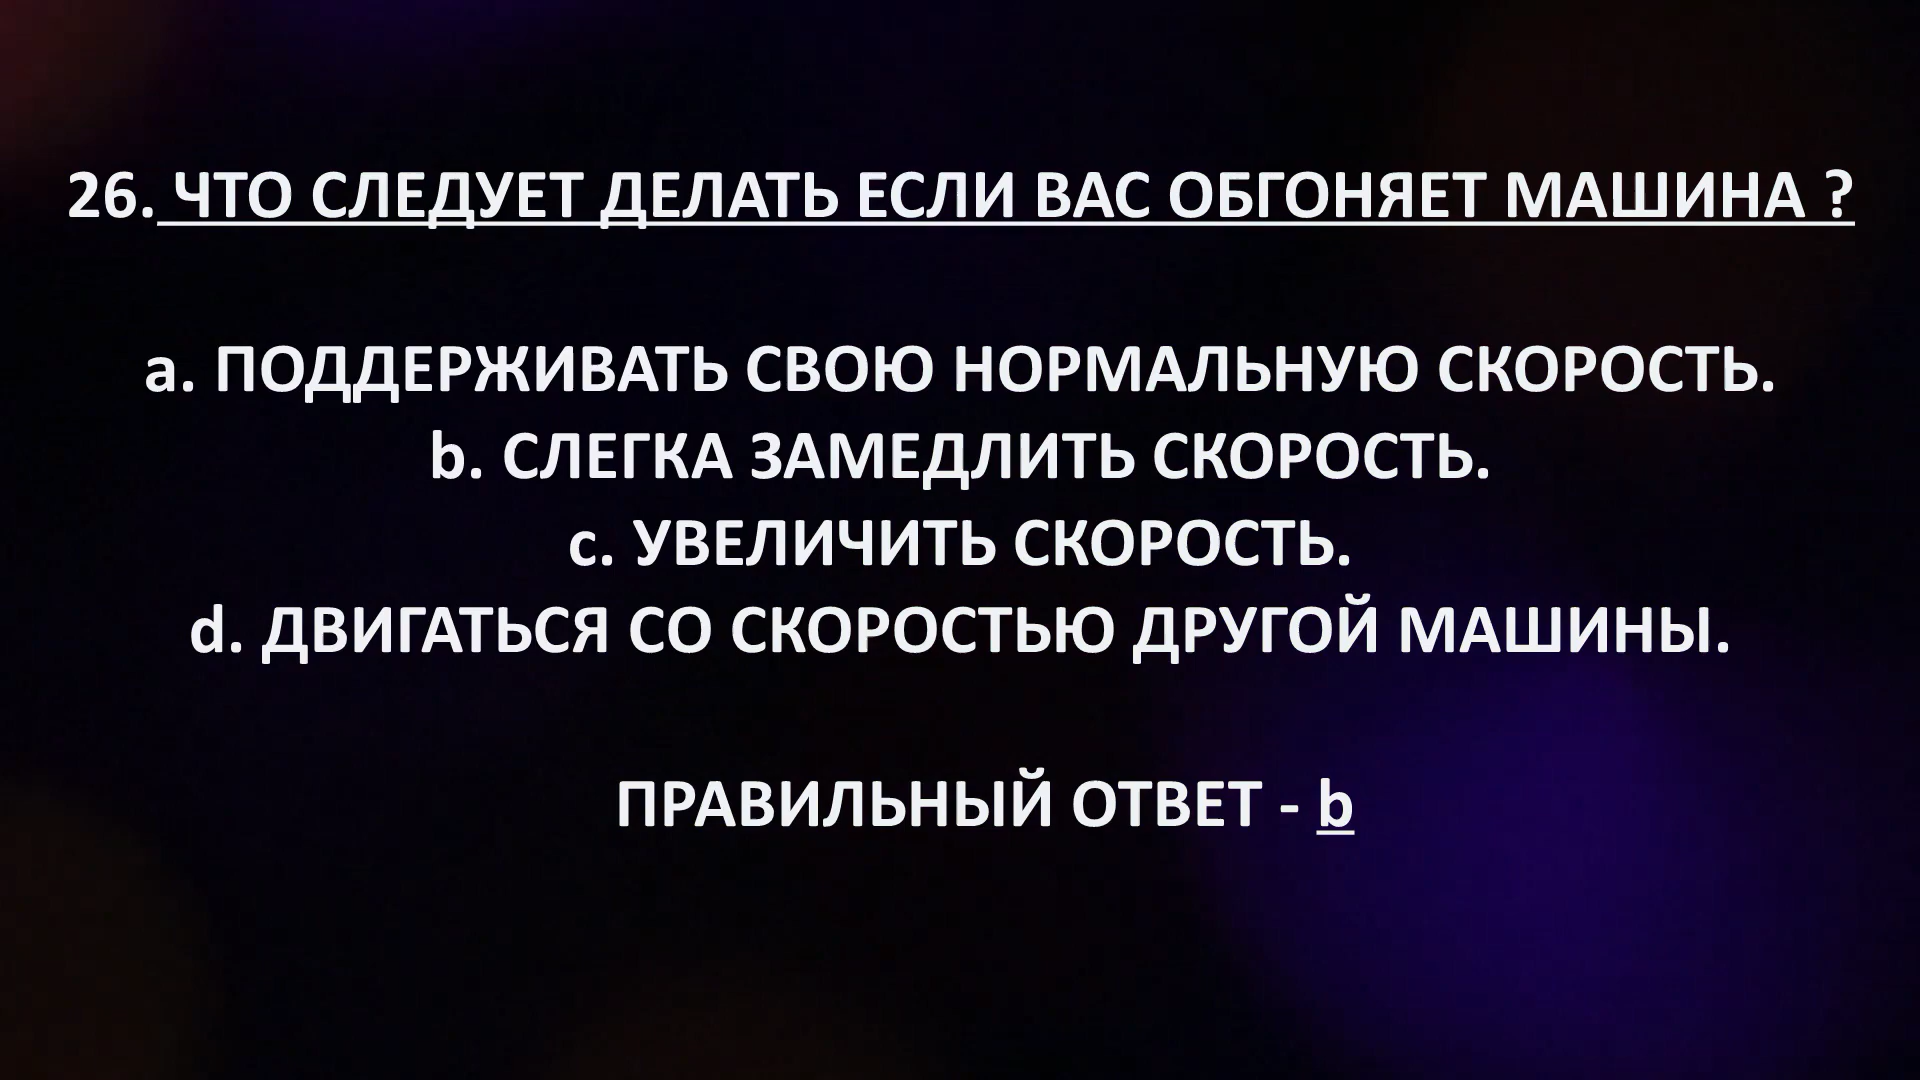 26. ЧТО СЛЕДУЕТ ДЕЛАТЬ ЕСЛИ ВАС ОБГОНЯЕТ МАШИНА ?
a. ПОДДЕРЖИВАТЬ СВОЮ НОРМАЛЬНУЮ СКОРОСТЬ.
b. СЛЕГКА ЗАМЕДЛИТЬ СКОРОСТЬ.
c. УВЕЛИЧИТЬ СКОРОСТЬ.
d. ДВИГАТЬСЯ СО СКОРОСТЬЮ ДРУГОЙ МАШИНЫ.
ПРАВИЛЬНЫЙ ОТВЕТ - b